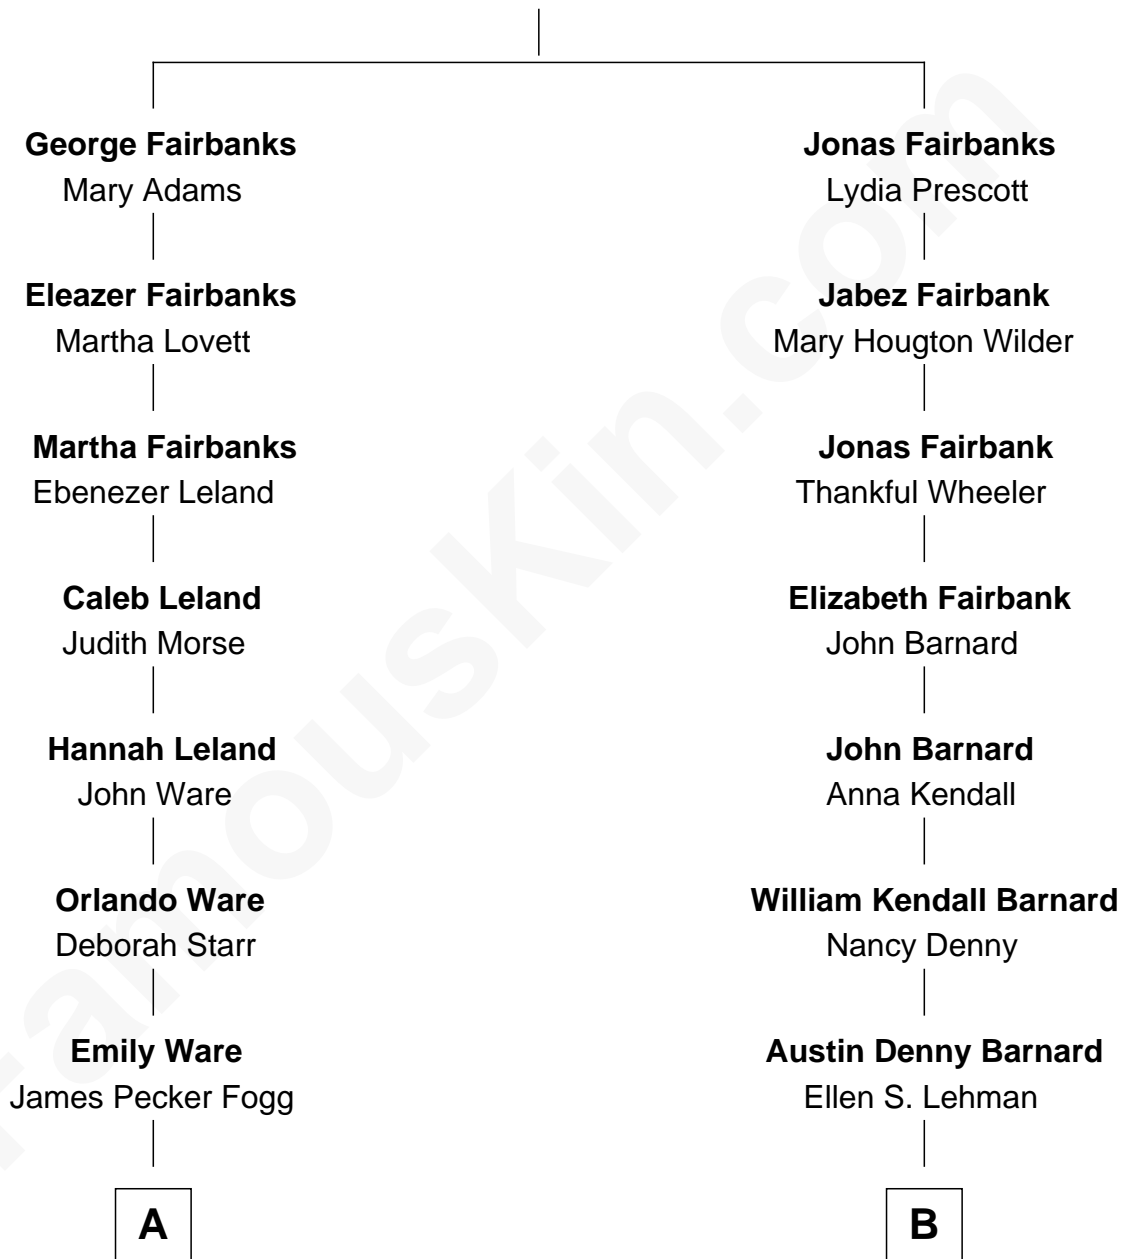 George Fairbanks
Mary Adams
Eleazer Fairbanks
Martha Lovett
Martha Fairbanks
Ebenezer Leland
Caleb Leland
Judith Morse
Hannah Leland
John Ware
Orlando Ware
Deborah Starr
Emily Ware
James Pecker Fogg
A
Jonas Fairbanks
Lydia Prescott
Jabez Fairbank
Mary Hougton Wilder
Jonas Fairbank
Thankful Wheeler
Elizabeth Fairbank
John Barnard
John Barnard
Anna Kendall
William Kendall Barnard
Nancy Denny
Austin Denny Barnard
Ellen S. Lehman
B
FamousKin.com